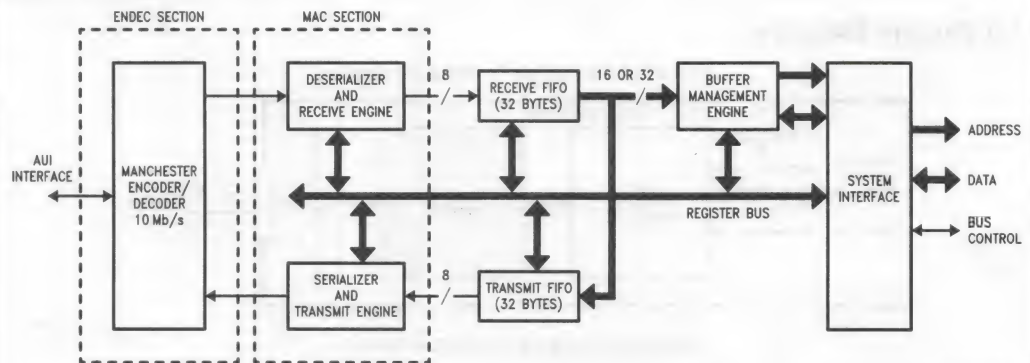 ENDEC SECTION
MAC SECTION
AUI
INTERFACE
MANCHESTER
ENCODER/
DECODER
10 Mb/s
DESERIALIZER
AND
RECEIVE ENGINE
8
RECEIVE FIFO
(32 BYTES)
16 OR 32
BUFFER
MANAGEMENT
ENGINE
REGISTER BUS
SERIALIZER
AND
TRANSMIT ENGINE
8
TRANSMIT FIFO
(32 BYTES)
SYSTEM
INTERFACE
ADDRESS
DATA
BUS
CONTROL